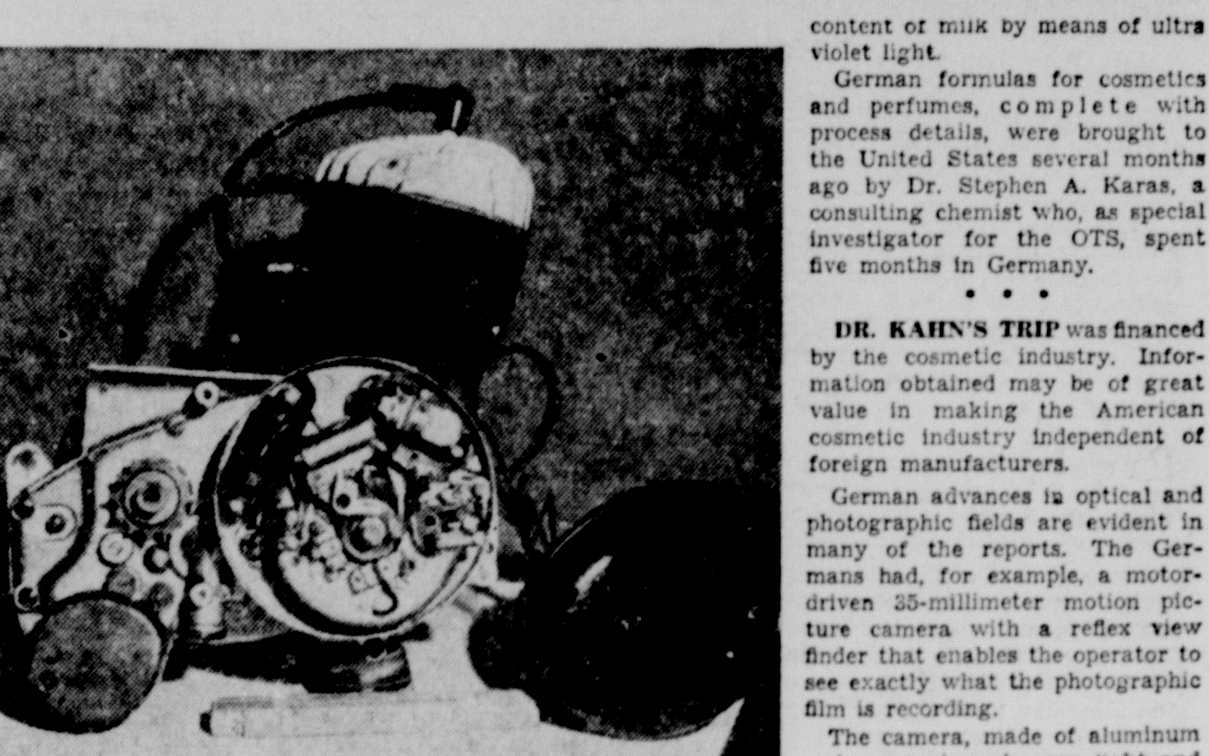 content of milk by means of ultra
violet light.
German formulas for cosmetics
and perfumes, complete with
process details, were brought to
the United States several months
ago by Dr. Stephen A. Karas, a
consulting chemist who, as special
investigator for the OTS, spent
five months in Germany.
• • •
DR. KAHN'S TRIP was financed
by the cosmetic industry. Infor-
mation obtained may be of great
value in making the American
cosmetic industry independent of
foreign manufacturers.
German advances in optical and
photographic fields are evident in
many of the reports. The Ger-
mans had, for example, a motor-
driven 35-millimeter motion pic-
ture camera with a reflex view
finder that enables the operator to
see exactly what the photographic
film is recording.
The camera, made of aluminum